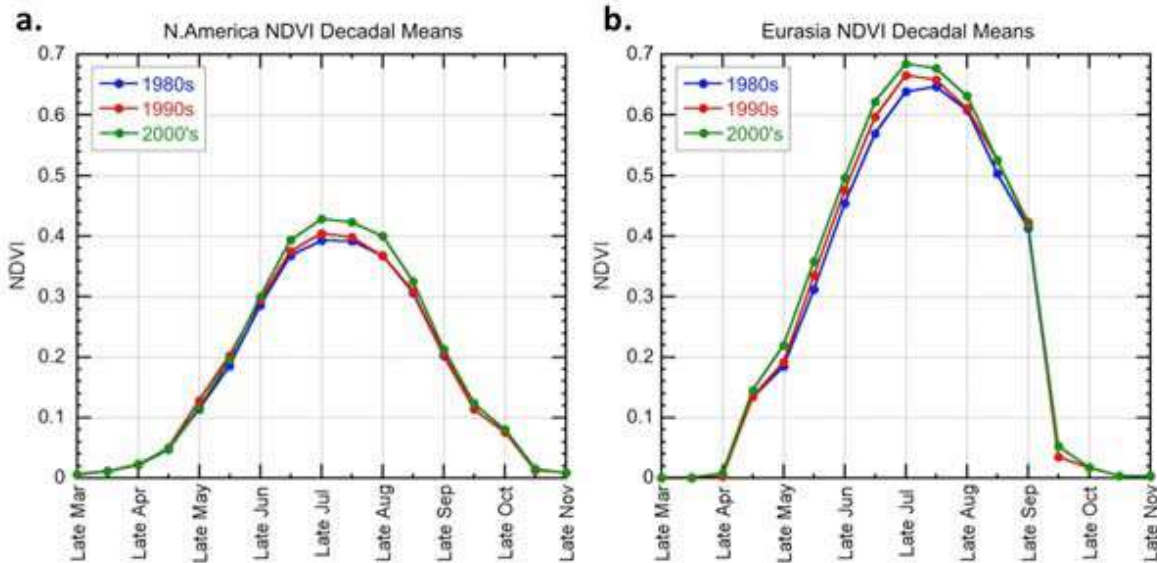 a.
N.America NDVI Decadal Means
0.7
0.6
0.5
0.4
0.3
0.2
0.1
0
NDVI
1980s
1990s
2000's
Late Mar
Late Apr
Late May
Late Jun
Late Jul
Late Aug
Late Sep
Late Oct
Late Nov
b.
Eurasia NDVI Decadal Means
0.7
0.6
0.5
0.4
0.3
0.2
0.1
0
NDVI
1980s
1990s
2000's
Late Mar
Late Apr
Late May
Late Jun
Late Jul
Late Aug
Late Sep
Late Oct
Late Nov